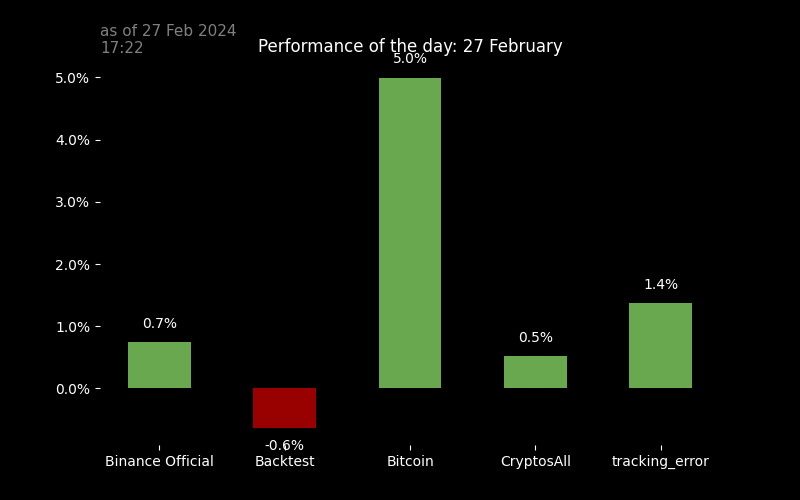 as of 27 Feb 2024
17:22
Performance of the day: 27 February
5.0%
4.0%
3.0%
2.0%
1.0%
0.0%
0.7%
-0.6%
5.0%
0.5%
1.4%
Binance Official
Backtest
Bitcoin
CryptosAll
tracking_error